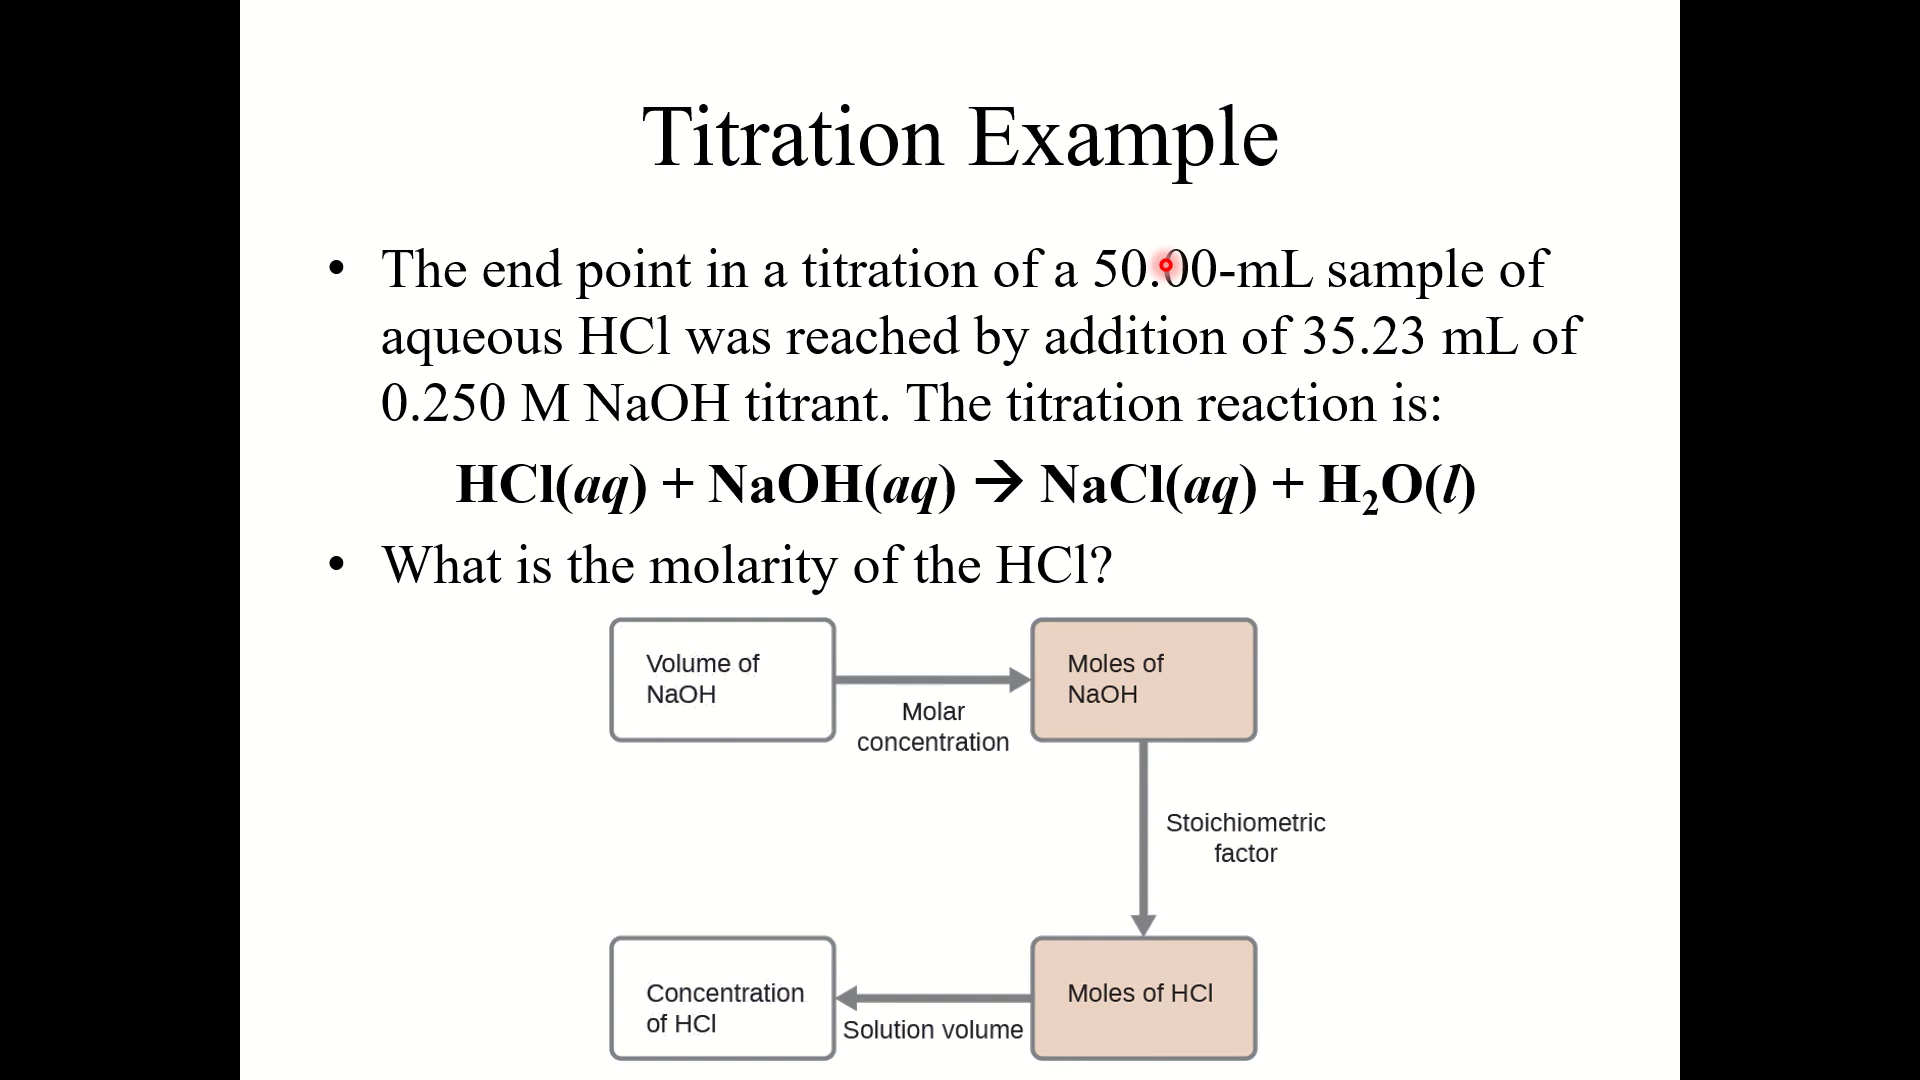 Titration Example
• The end point in a titration of a 50.00-mL sample of
aqueous HCl was reached by addition of 35.23 mL of
0.250 M NaOH titrant. The titration reaction is:
HCl(aq) + NaOH(aq) → NaCl(aq) + H₂O(l)
• What is the molarity of the HCl?
Volume of
NaOH
Molar
concentration
Moles of
NaOH
Stoichiometric
factor
Moles of HCl
Solution volume
Concentration
of HCl